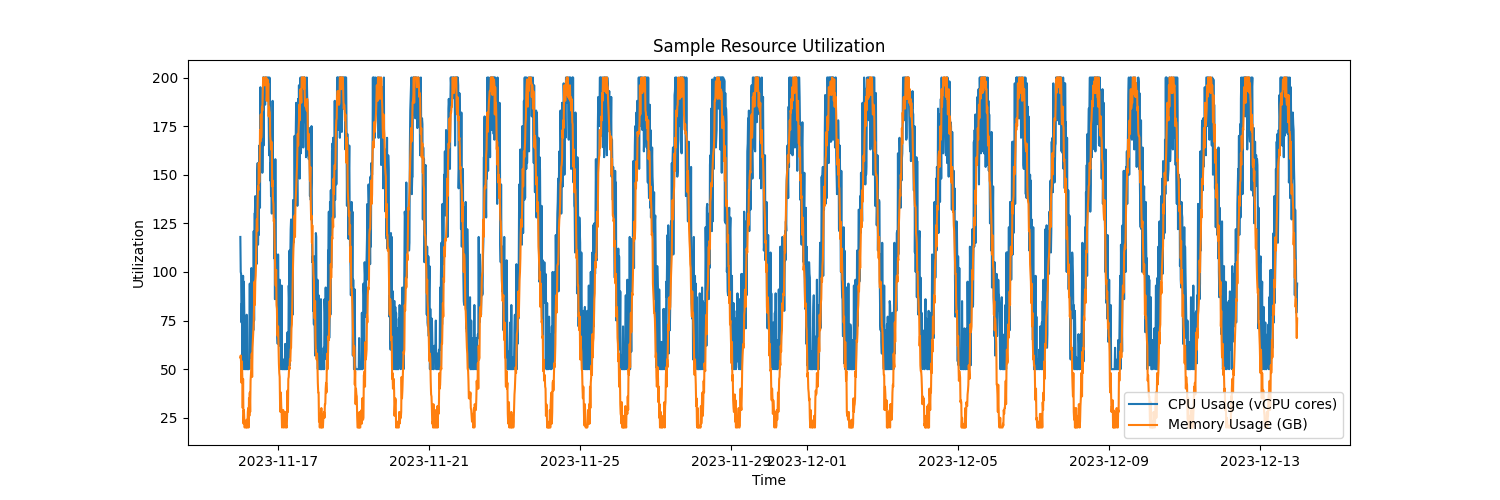 Sample Resource Utilization
Utilization
200
175
150
125
100
75
50
25
CPU Usage (vCPU cores)
Memory Usage (GB)
2023-11-17 2023-11-21 2023-11-25 2023-11-29 2023-12-01 2023-12-05 2023-12-09 2023-12-13
Time